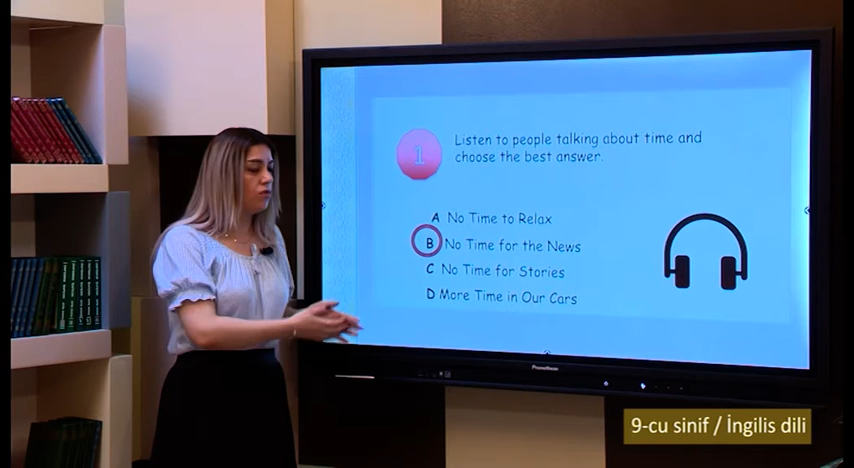 1
Listen to people talking about time and
choose the best answer.
A No Time to Relax
B No Time for the News
C No Time for Stories
D More Time in Our Cars
Promethean
9-cu sinif / İngilis dili